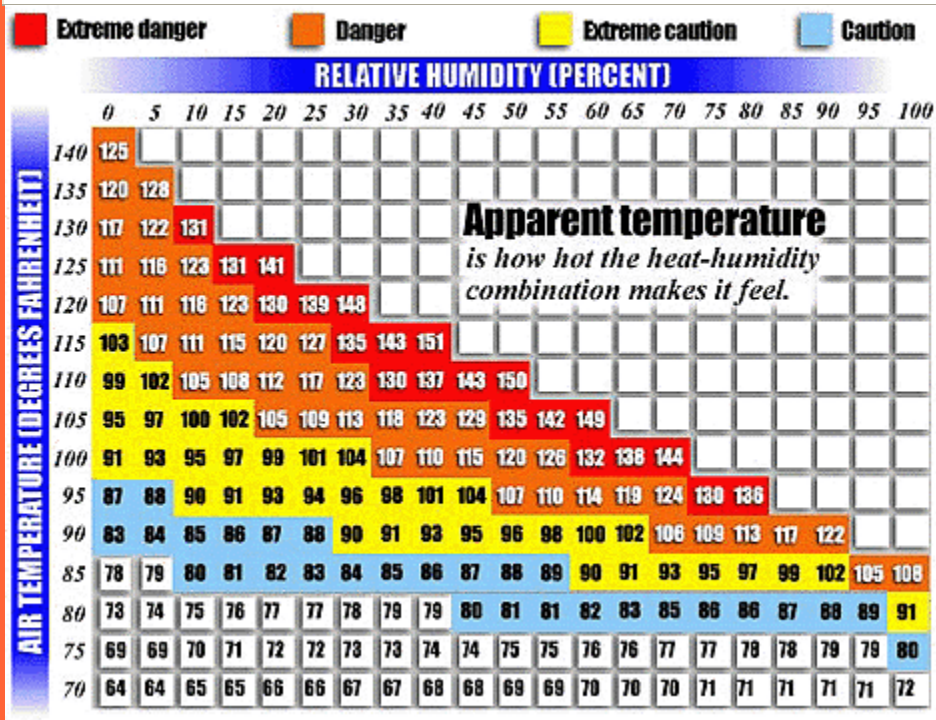 Extreme danger Danger Extreme caution Caution
RELATIVE HUMIDITY (PERCENT)
0 5 10 15 20 25 30 35 40 45 50 55 60 65 70 75 80 85 90 95 100
140 125
135 120 128
130 117 122 131
125 111 116 123 131 141
120 107 111 116 123 130 139 148
115 103 107 111 115 120 127 135 143 151
110 99 102 105 108 112 117 123 130 137 143 150
105 95 97 100 102 105 109 113 118 123 129 135 142 149
100 91 93 95 97 99 101 104 107 110 115 120 126 132 138 144
95 87 88 90 91 93 94 96 98 101 104 107 110 114 119 124 130 136
90 83 84 85 86 87 88 90 91 93 95 96 98 100 102 106 109 113 117 122
85 78 79 80 81 82 83 84 85 86 87 88 89 90 91 93 95 97 99 102 105 108
80 73 74 75 76 77 77 78 79 79 80 81 81 82 83 85 86 86 87 88 89 91
75 69 69 70 71 72 72 73 73 74 74 75 75 76 76 77 77 78 78 79 79 80
70 64 64 65 65 66 66 67 67 68 68 69 69 70 70 70 71 71 71 71 71 72
AIR TEMPERATURE (DEGREES FAHRENHEIT)
Apparent temperature
is how hot the heat-humidity
combination makes it feel.